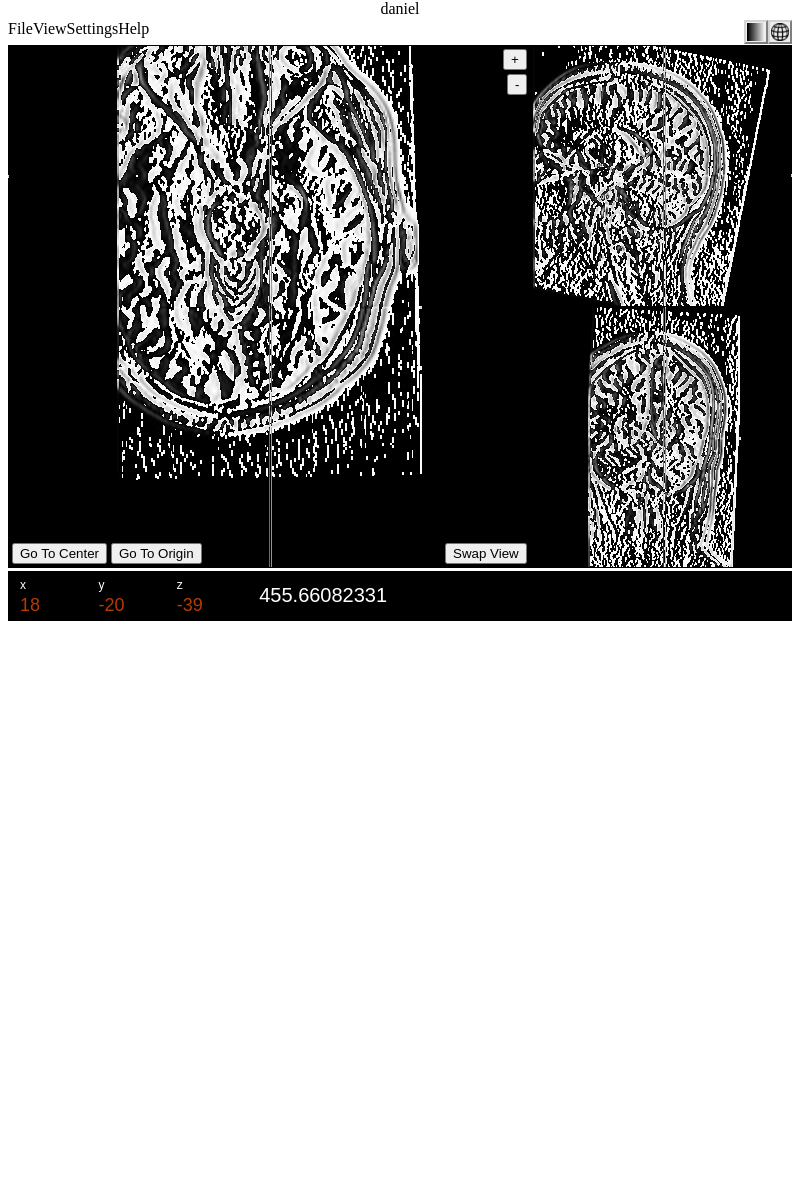 daniel
FileViewSettingsHelp
+
-
Go To Center Go To Origin Swap View
x y z
18 -20 -39 455.66082331